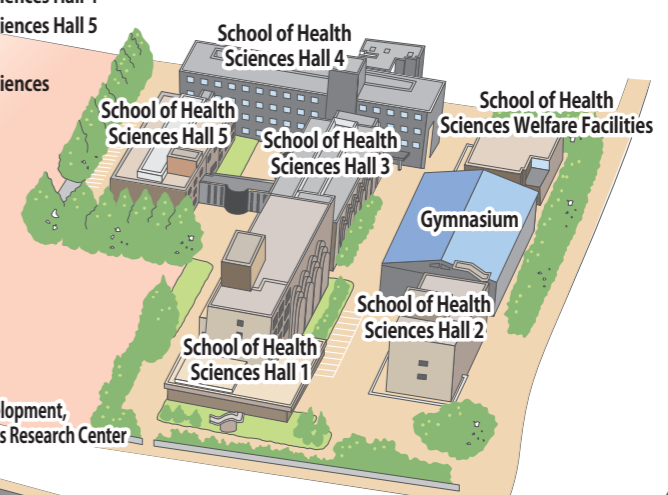 iences Hall 5
iences
School of Health
Sciences Hall 4
School of Health
Sciences Hall 5
School of Health
Sciences Hall 3
School of Health
Sciences Welfare Facilities
Gymnasium
School of Health
Sciences Hall 2
School of Health
Sciences Hall 1
lopment,
s Research Center